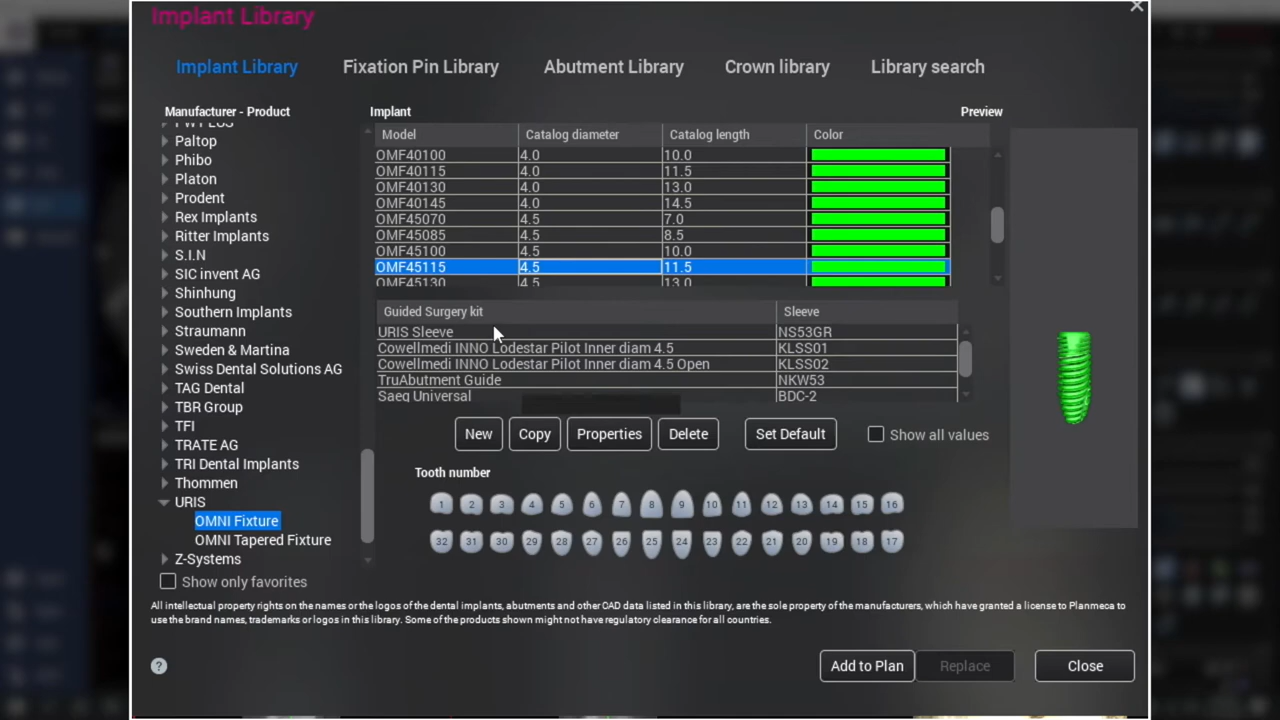 Implant Library
×
Implant Library Fixation Pin Library Abutment Library Crown library Library search
Manufacturer - Product
Paltop
Phibo
Platon
Prodent
Rex Implants
Ritter Implants
S.I.N
SIC invent AG
Shinhung
Southern Implants
Straumann
Sweden & Martina
Swiss Dental Solutions AG
TAG Dental
TBR Group
TFI
TRATE AG
TRI Dental Implants
Thommen
URIS
OMNI Fixture
OMNI Tapered Fixture
Z-Systems
Show only favorites
Implant
Model Catalog diameter Catalog length Color
OMF40100 4.0 10.0
OMF40115 4.0 11.5
OMF40130 4.0 13.0
OMF40145 4.0 14.5
OMF45070 4.5 7.0
OMF45085 4.5 8.5
OMF45100 4.5 10.0
OMF45115 4.5 11.5
OMF45130 4.5 13.0
Guided Surgery kit Sleeve
URIS Sleeve NS53GR
Cowellmedi INNO Lodestar Pilot Inner diam 4.5 KLSS01
Cowellmedi INNO Lodestar Pilot Inner diam 4.5 Open KLSS02
TruAbutment Guide NKW53
Saeg Universal BDC-2
New Copy Properties Delete Set Default Show all values
Tooth number
1 2 3 4 5 6 7 8 9 10 11 12 13 14 15 16
32 31 30 29 28 27 26 25 24 23 22 21 20 19 18 17
Preview
All intellectual property rights on the names or the logos of the dental implants, abutments and other CAD data listed in this library, are the sole property of the manufacturers, which have granted a license to Planmeca to
use the brand names, trademarks or logos in this library. Some of the products shown might not have regulatory clearance for all countries.
? Add to Plan Replace Close